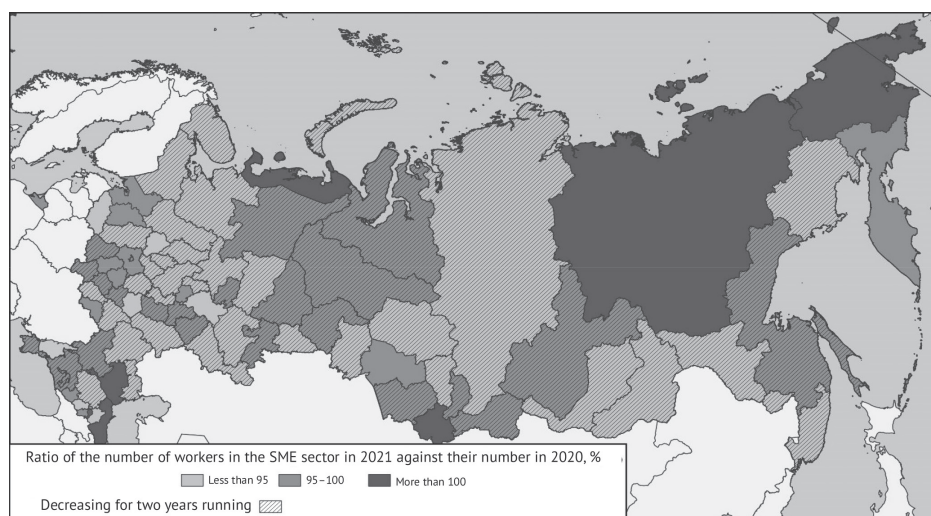 Ratio of the number of workers in the SME sector in 2021 against their number in 2020, %
Less than 95 95–100 More than 100
Decreasing for two years running